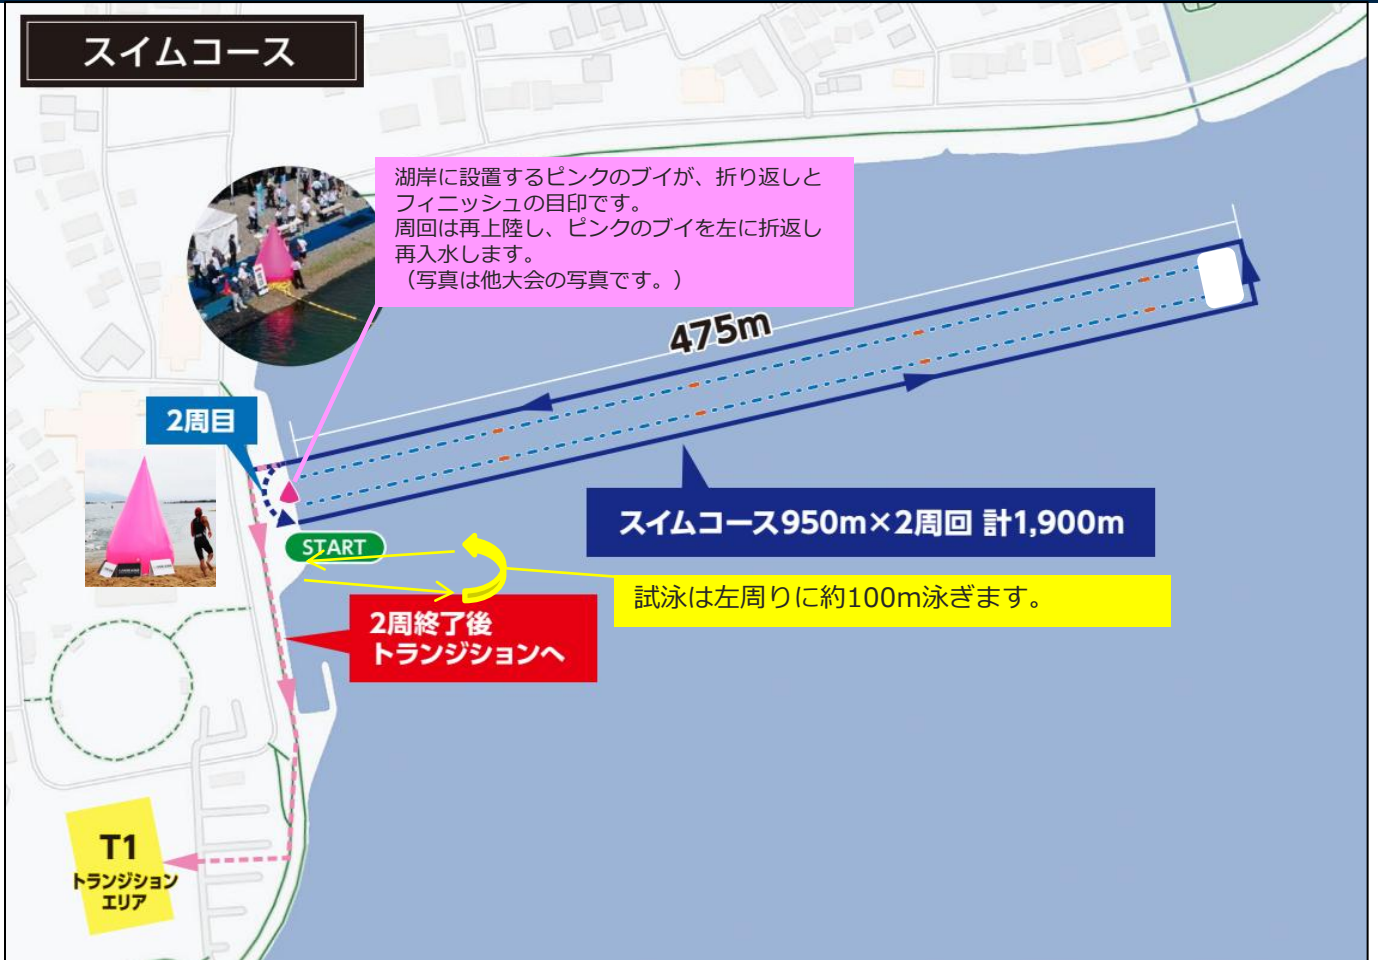 スイムコース
湖岸に設置するピンクのブイが、折り返しと
フィニッシュの目印です。
周回は再上陸し、ピンクのブイを左に折返し
再入水します。
（写真は他大会の写真です。）
475m
2周目
スイムコース950m×2周回 計1,900m
START
試泳は左周りに約100m泳ぎます。
2周終了後
トランジションへ
T1
トランジション
エリア